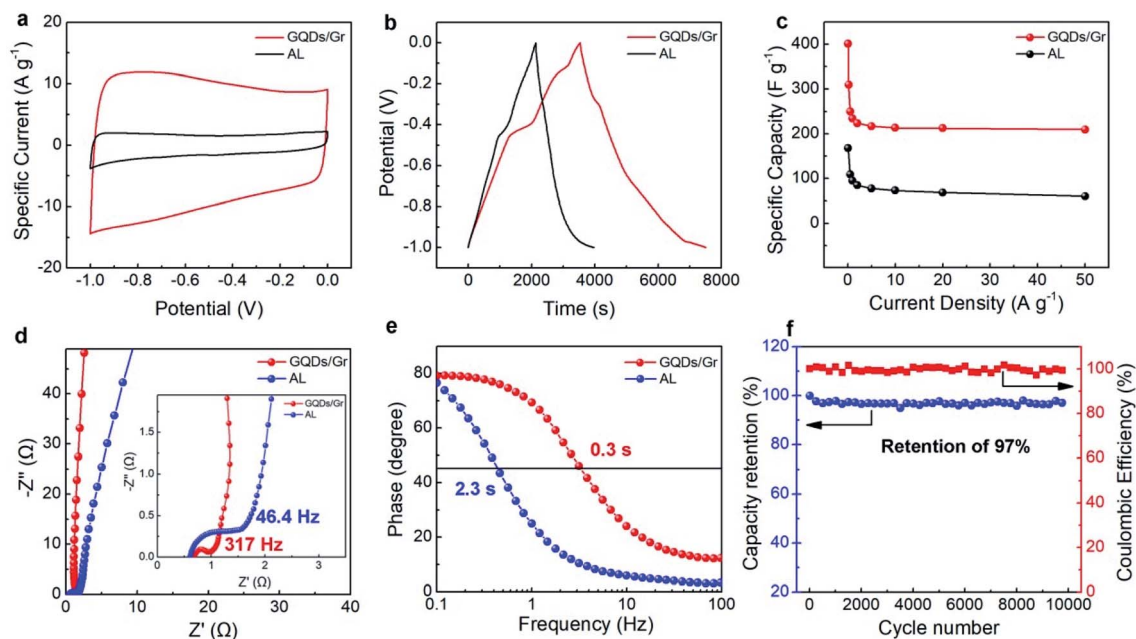 a
GQDs/Gr
AL
Specific Current (A g⁻¹)
20
10
0
-10
-20
-1.0 -0.8 -0.6 -0.4 -0.2 0.0
Potential (V)
b
GQDs/Gr
AL
Potential (V)
0.0
-0.2
-0.4
-0.6
-0.8
-1.0
0 2000 4000 6000 8000
Time (s)
c
GQDs/Gr
AL
Specific Capacity (F g⁻¹)
400
300
200
100
0
0 10 20 30 40 50
Current Density (A g⁻¹)
d
GQDs/Gr
AL
-Z'' (Ω)
50
40
30
20
10
0
0 10 20 30 40
Z' (Ω)
GQDs/Gr
AL
-Z'' (Ω)
1.5
1.0
0.5
0.0
0 1 2 3
Z' (Ω)
46.4 Hz
317 Hz
e
GQDs/Gr
AL
Phase (degree)
90
80
60
40
20
0
0.1 1 10 100
Frequency (Hz)
0.3 s
2.3 s
f
Capacity retention (%)
120
100
80
60
40
20
0 2000 4000 6000 8000 10000
Cycle number
Retention of 97%
Coulombic Efficiency (%)
100
80
60
40
20
0